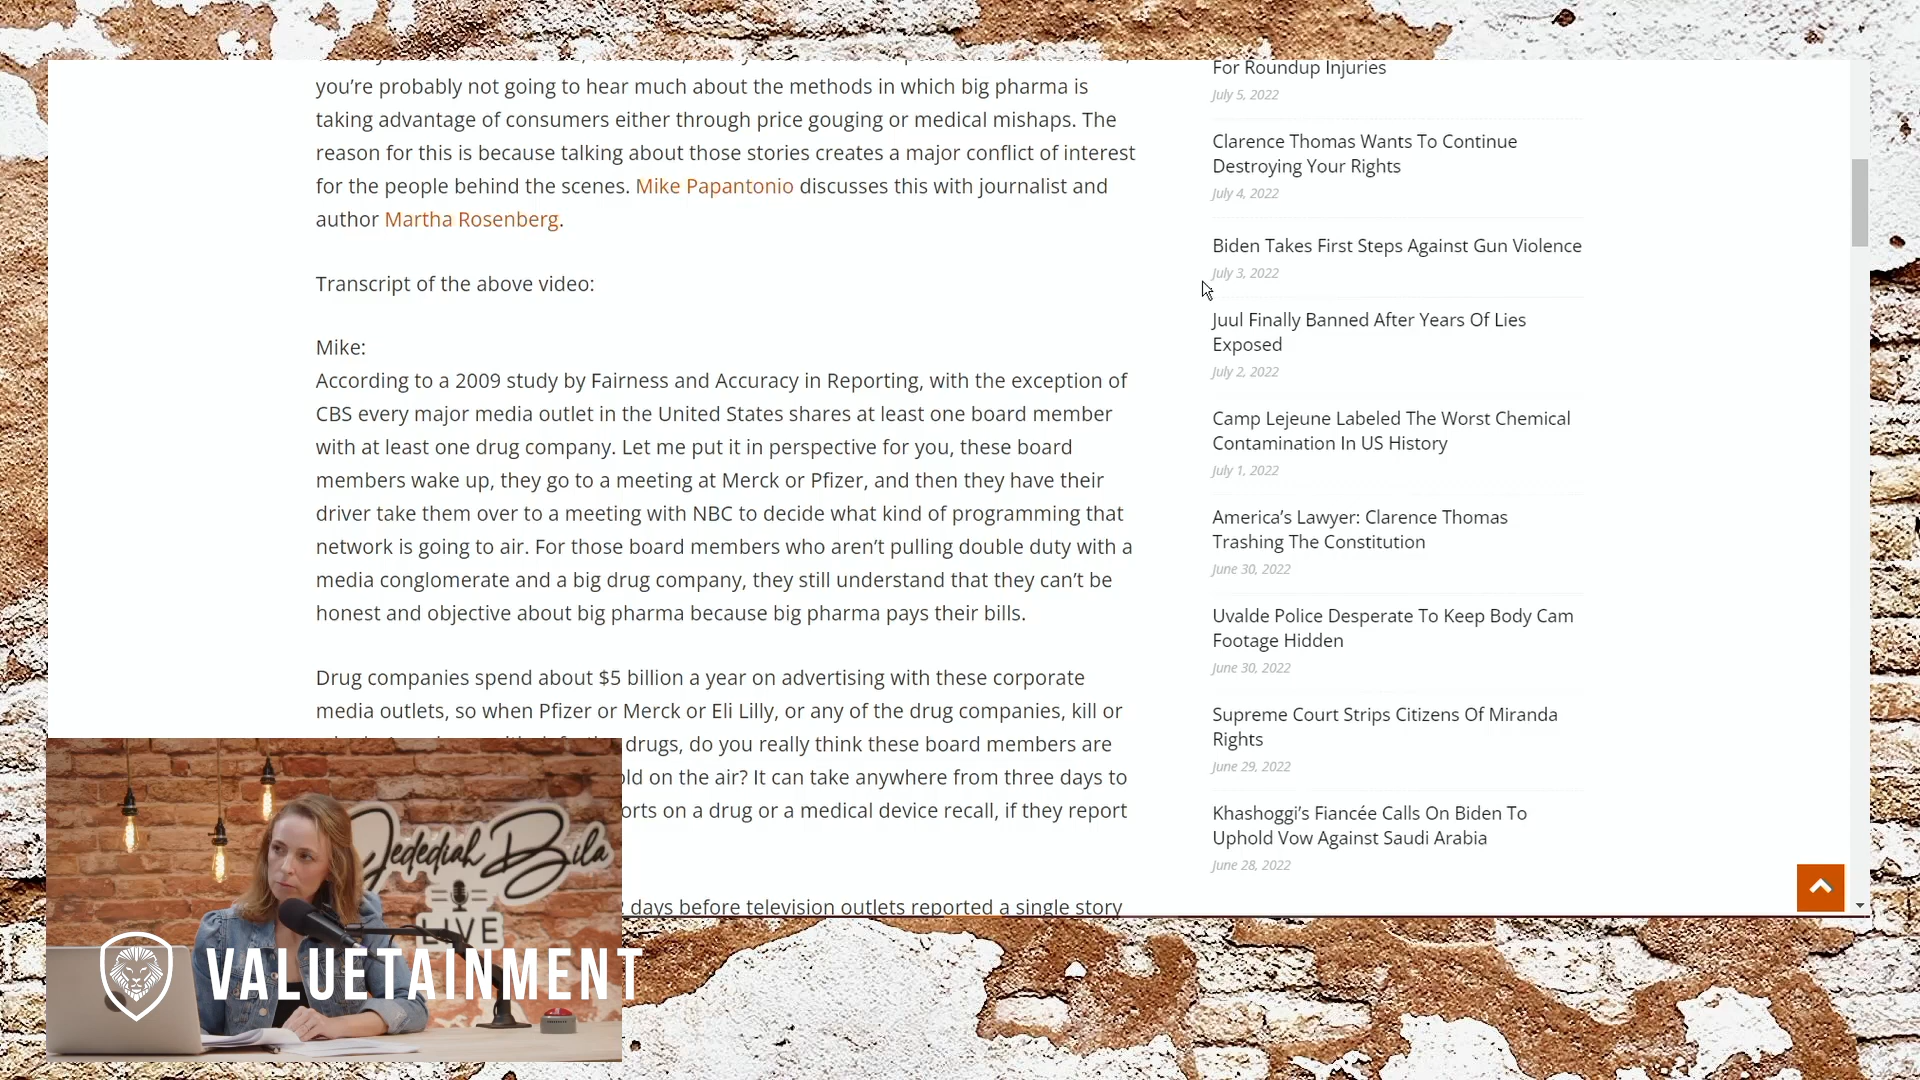 you’re probably not going to hear much about the methods in which big pharma is
taking advantage of consumers either through price gouging or medical mishaps. The
reason for this is because talking about those stories creates a major conflict of interest
for the people behind the scenes. Mike Papantonio discusses this with journalist and
author Martha Rosenberg.
Transcript of the above video:
Mike:
According to a 2009 study by Fairness and Accuracy in Reporting, with the exception of
CBS every major media outlet in the United States shares at least one board member
with at least one drug company. Let me put it in perspective for you, these board
members wake up, they go to a meeting at Merck or Pfizer, and then they have their
driver take them over to a meeting with NBC to decide what kind of programming that
network is going to air. For those board members who aren’t pulling double duty with a
media conglomerate and a big drug company, they still understand that they can’t be
honest and objective about big pharma because big pharma pays their bills.
Drug companies spend about $5 billion a year on advertising with these corporate
media outlets, so when Pfizer or Merck or Eli Lilly, or any of the drug companies, kill or
drugs, do you really think these board members are
on the air? It can take anywhere from three days to
on a drug or a medical device recall, if they report
days before television outlets reported a single story
For Roundup Injuries
July 5, 2022
Clarence Thomas Wants To Continue
Destroying Your Rights
July 4, 2022
Biden Takes First Steps Against Gun Violence
July 3, 2022
Juul Finally Banned After Years Of Lies
Exposed
July 2, 2022
Camp Lejeune Labeled The Worst Chemical
Contamination In US History
July 1, 2022
America’s Lawyer: Clarence Thomas
Trashing The Constitution
June 30, 2022
Uvalde Police Desperate To Keep Body Cam
Footage Hidden
June 30, 2022
Supreme Court Strips Citizens Of Miranda
Rights
June 29, 2022
Khashoggi’s Fiancée Calls On Biden To
Uphold Vow Against Saudi Arabia
June 28, 2022
Jedediah Bila
LIVE
VALUETAINMENT